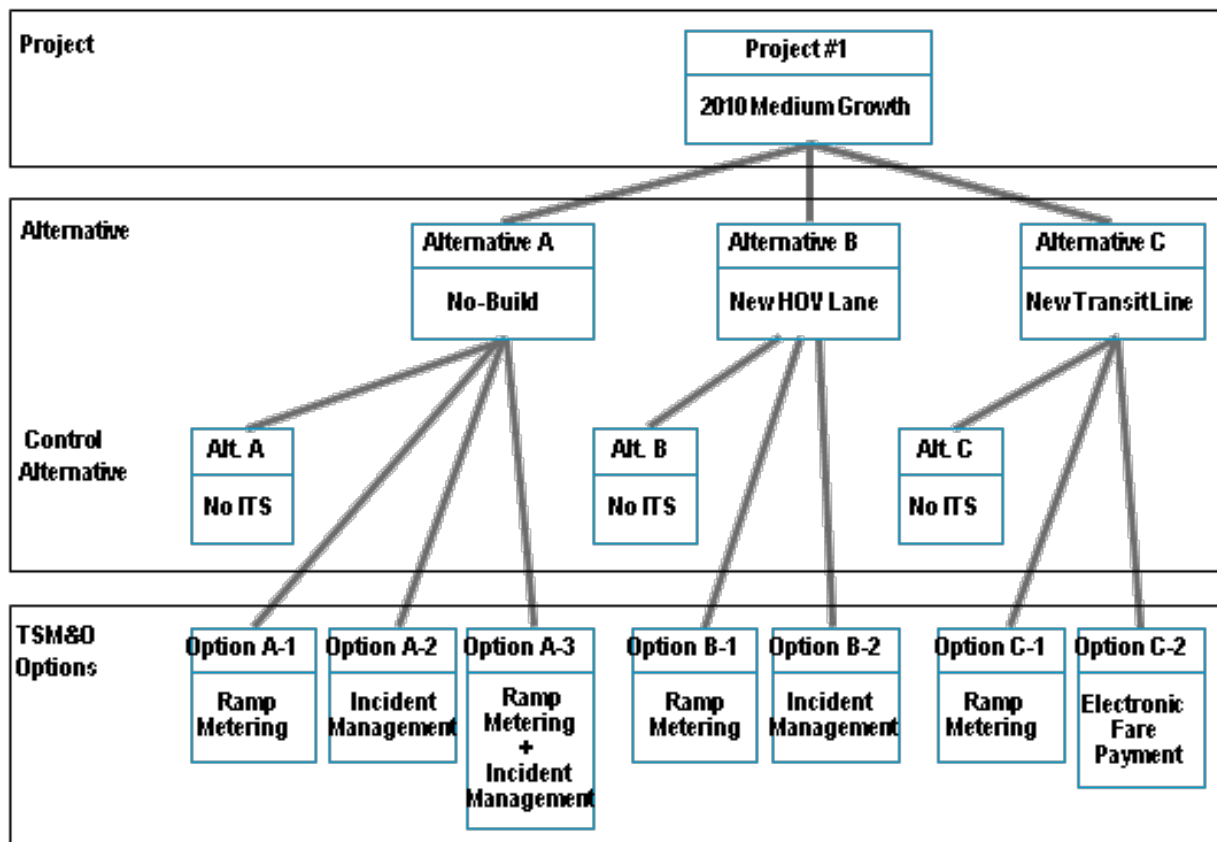 Project
Project #1
2010 Medium Growth
Alternative
Alternative A
No-Build
Alternative B
New HOV Lane
Alternative C
New Transit Line
Control
Alternative
Alt. A
No ITS
Alt. B
No ITS
Alt. C
No ITS
TSM&O
Options
Option A-1
Ramp
Metering
Option A-2
Incident
Management
Option A-3
Ramp
Metering
+
Incident
Management
Option B-1
Ramp
Metering
Option B-2
Incident
Management
Option C-1
Ramp
Metering
Option C-2
Electronic
Fare
Payment